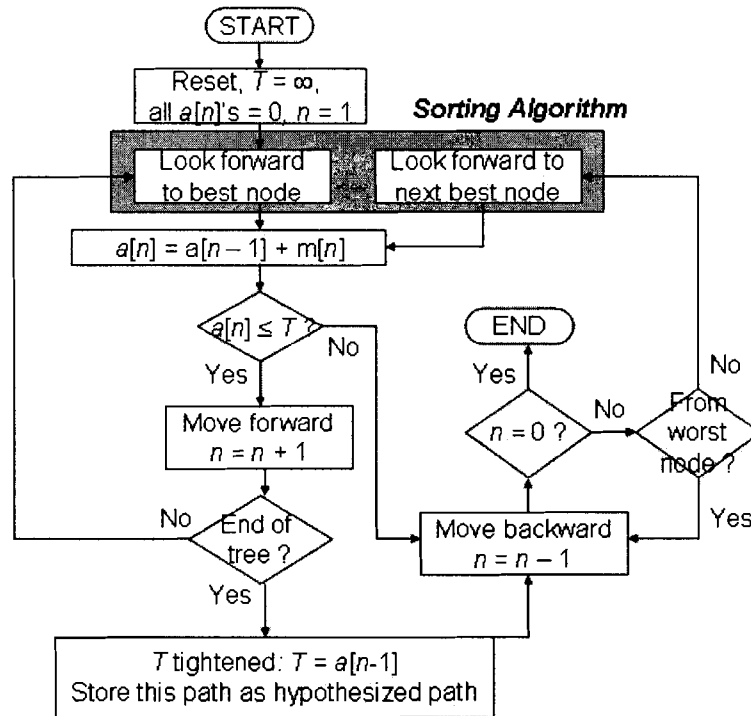 START
Reset, T = ∞,
all a[n]'s = 0, n = 1
Sorting Algorithm
Look forward
to best node
Look forward to
next best node
a[n] = a[n – 1] + m[n]
a[n] ≤ T ?
No
Yes
END
Yes
No
Move forward
n = n + 1
n = 0 ?
No
From
worst
node ?
Yes
No
End of
tree ?
Yes
Move backward
n = n – 1
T tightened: T = a[n-1]
Store this path as hypothesized path